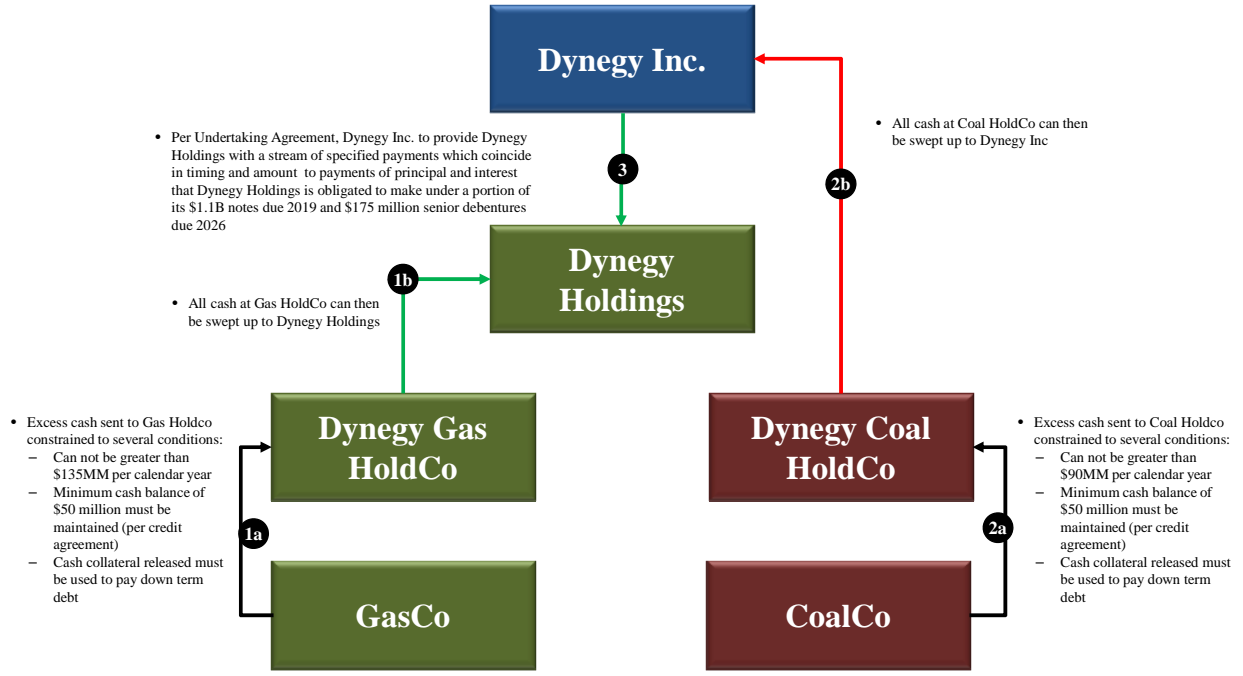 Dynegy Inc.
• Per Undertaking Agreement, Dynegy Inc. to provide Dynegy
Holdings with a stream of specified payments which coincide
in timing and amount to payments of principal and interest
that Dynegy Holdings is obligated to make under a portion of
its $1.1B notes due 2019 and $175 million senior debentures
due 2026
3
• All cash at Coal HoldCo can then
be swept up to Dynegy Inc
2b
Dynegy
Holdings
1b
• All cash at Gas HoldCo can then
be swept up to Dynegy Holdings
• Excess cash sent to Gas Holdco
constrained to several conditions:
– Can not be greater than
$135MM per calendar year
– Minimum cash balance of
$50 million must be
maintained (per credit
agreement)
– Cash collateral released must
be used to pay down term
debt
Dynegy Gas
HoldCo
1a
GasCo
Dynegy Coal
HoldCo
2a
CoalCo
• Excess cash sent to Coal Holdco
constrained to several conditions:
– Can not be greater than
$90MM per calendar year
– Minimum cash balance of
$50 million must be
maintained (per credit
agreement)
– Cash collateral released must
be used to pay down term
debt